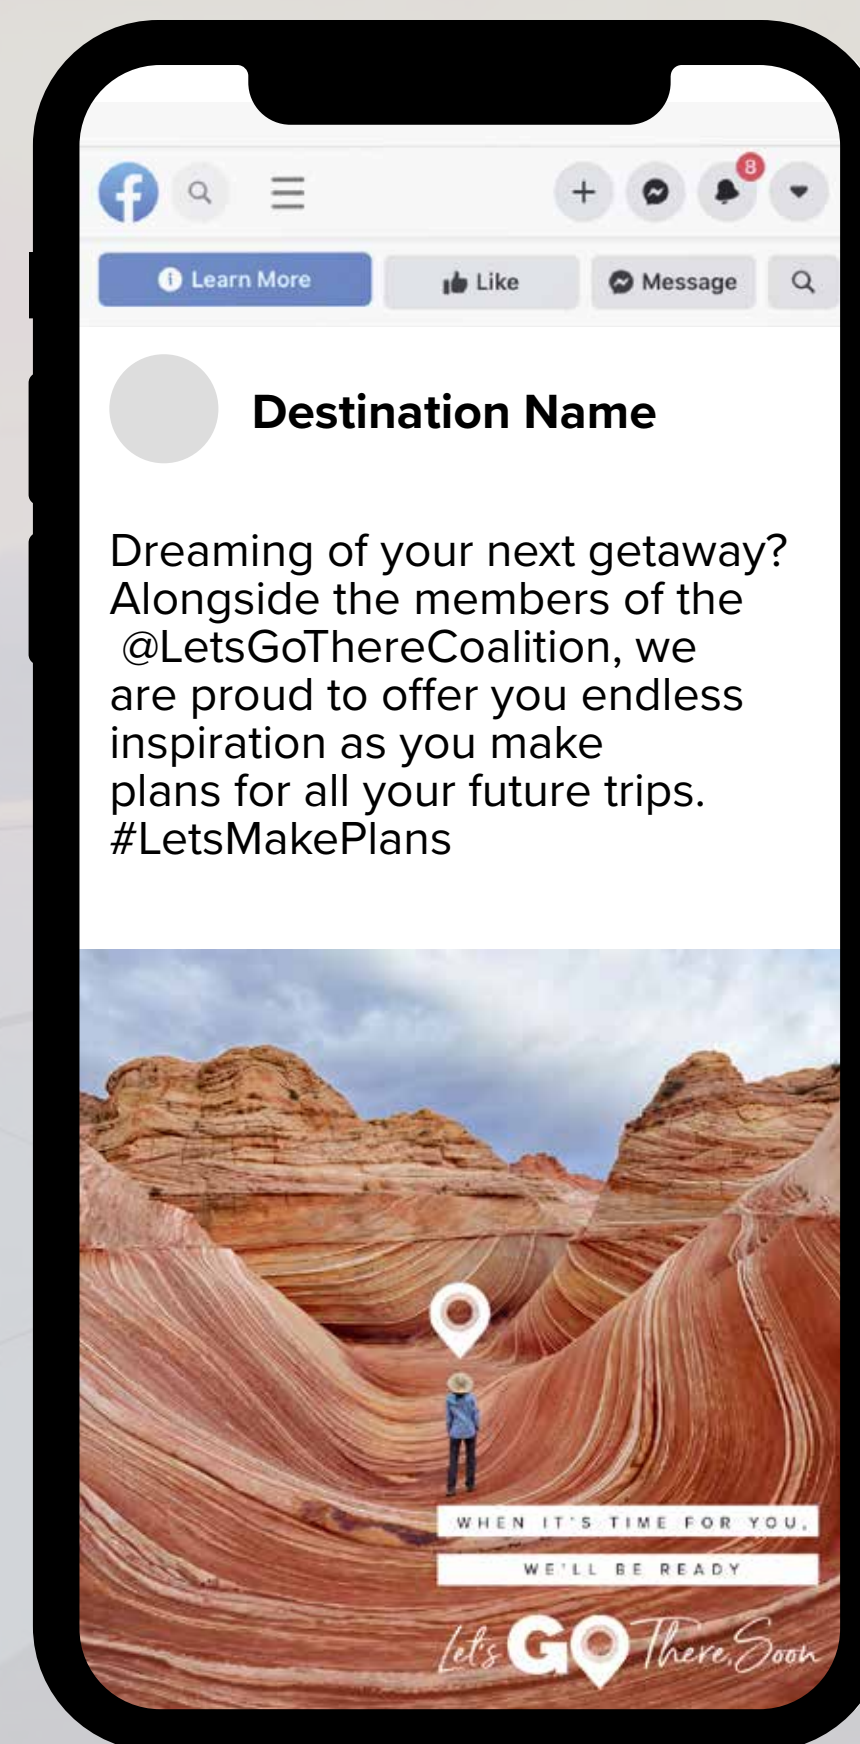 8
Learn More Like Message
Destination Name
Dreaming of your next getaway?
Alongside the members of the
@LetsGoThereCoalition, we
are proud to offer you endless
inspiration as you make
plans for all your future trips.
#LetsMakePlans
WHEN IT'S TIME FOR YOU,
WE'LL BE READY
Let's GO There, Soon